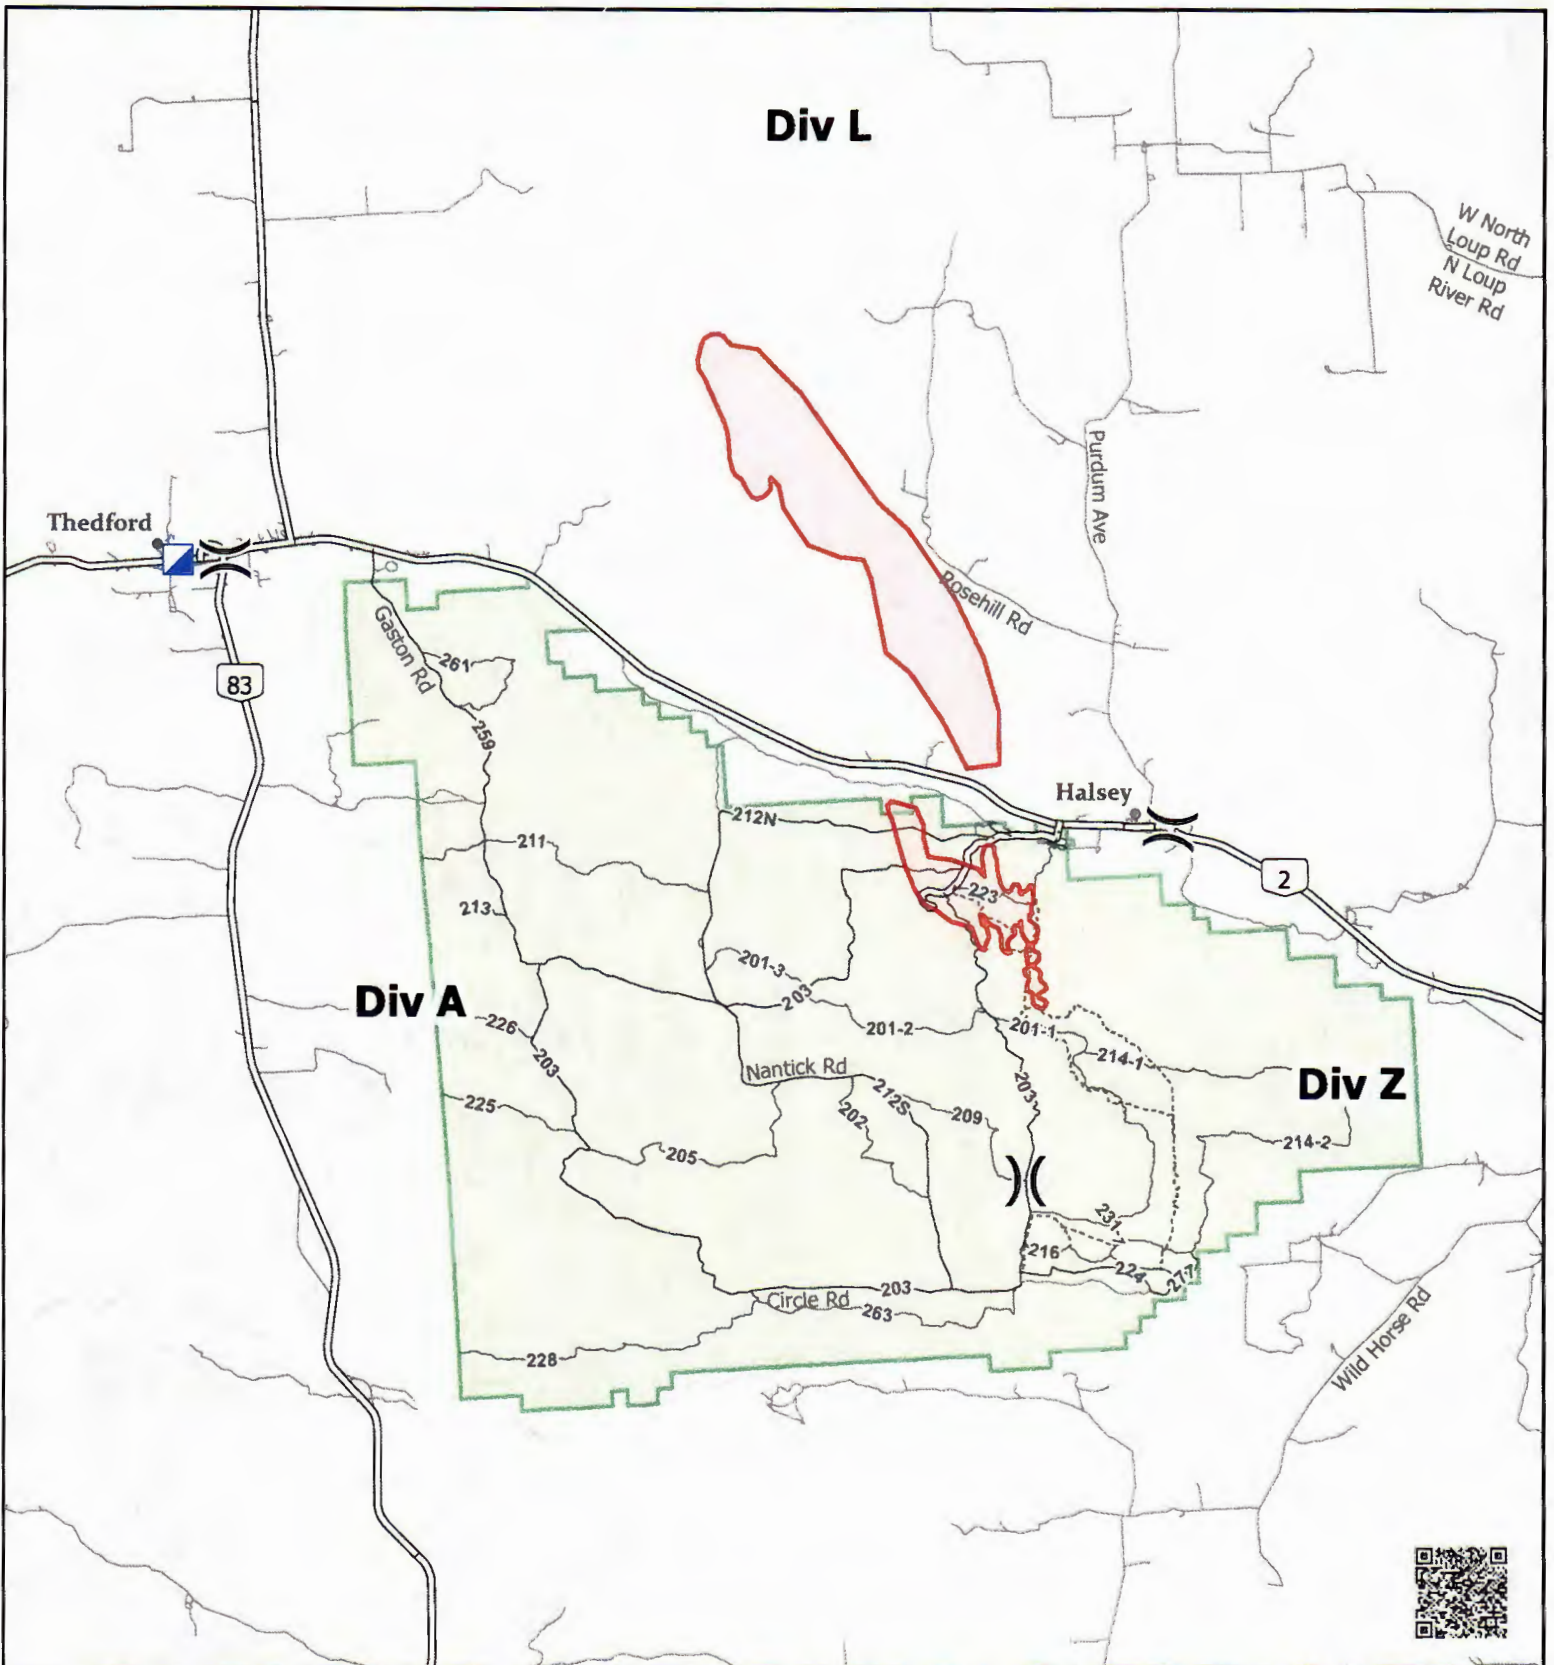 Div L
W North
Loup Rd
N Loup
River Rd
Purdum Ave
Thedford
Rosehill Rd
Gaston Rd
261
83
259
Halsey
212N
211
2
223
213
201-3
203
Div A
226
201-2
201-1
214-1
203
Nantick Rd
203
Div Z
225
212S
202
209
214-2
205
231
216
224
277
203
Circle Rd
263
Wild Horse Rd
228